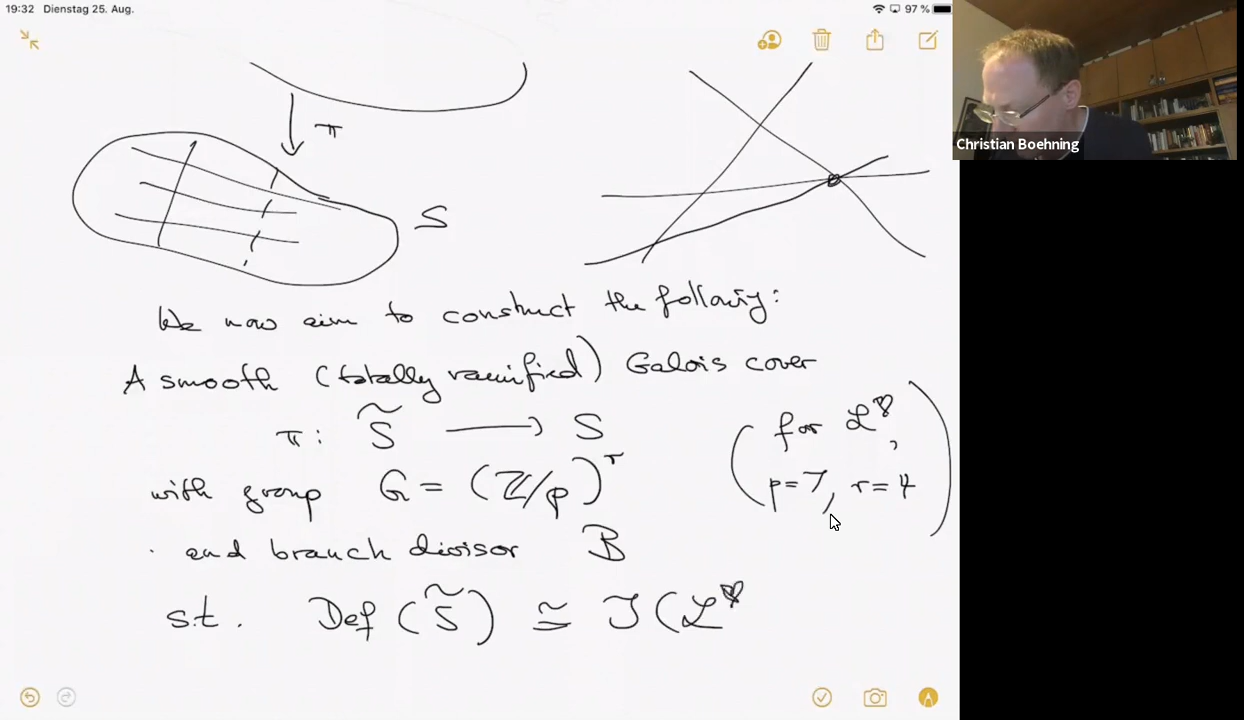 19:32 Dienstag 25. Aug.
97 %
Christian Boehning
π
S
We now aim to construct the following:
A smooth (totally ramified) Galois cover
π: S̃ ⟶ S
(for 𝓛^♡,
with group G = (ℤ/p)^r
p=7, r=4)
and branch divisor B
s.t. Def(S̃) ≅ J(𝓛^♡